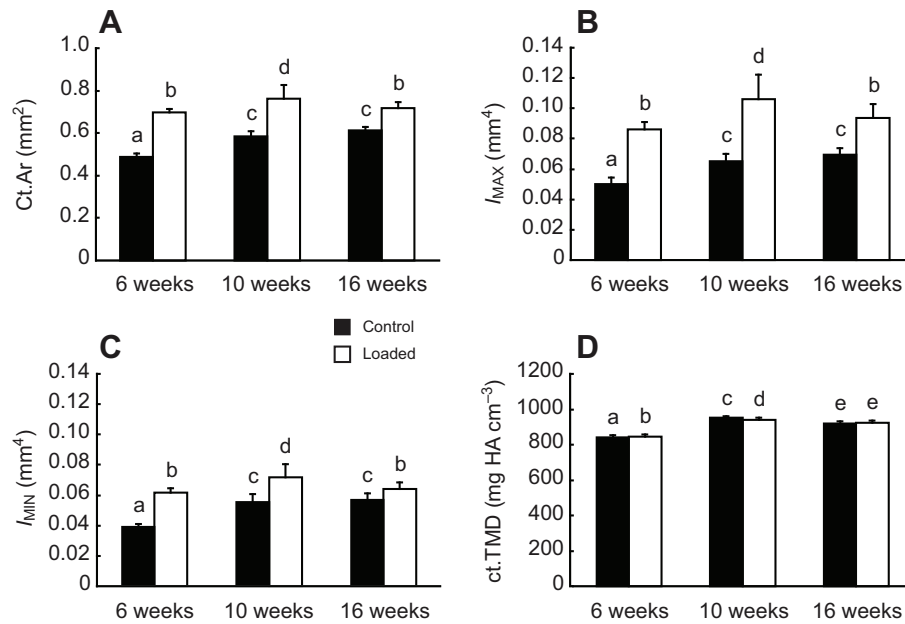 A
Ct.Ar (mm²)
1.0
0.8
0.6
0.4
0.2
0
a
b
c
d
c
b
6 weeks
10 weeks
16 weeks
B
I_MAX (mm⁴)
0.14
0.12
0.10
0.08
0.06
0.04
0.02
0
a
b
c
d
c
b
6 weeks
10 weeks
16 weeks
Control
Loaded
C
I_MIN (mm⁴)
0.14
0.12
0.10
0.08
0.06
0.04
0.02
0
a
b
c
d
c
b
6 weeks
10 weeks
16 weeks
D
ct.TMD (mg HA cm⁻³)
1200
1000
800
600
400
200
0
a
b
c
d
e
e
6 weeks
10 weeks
16 weeks